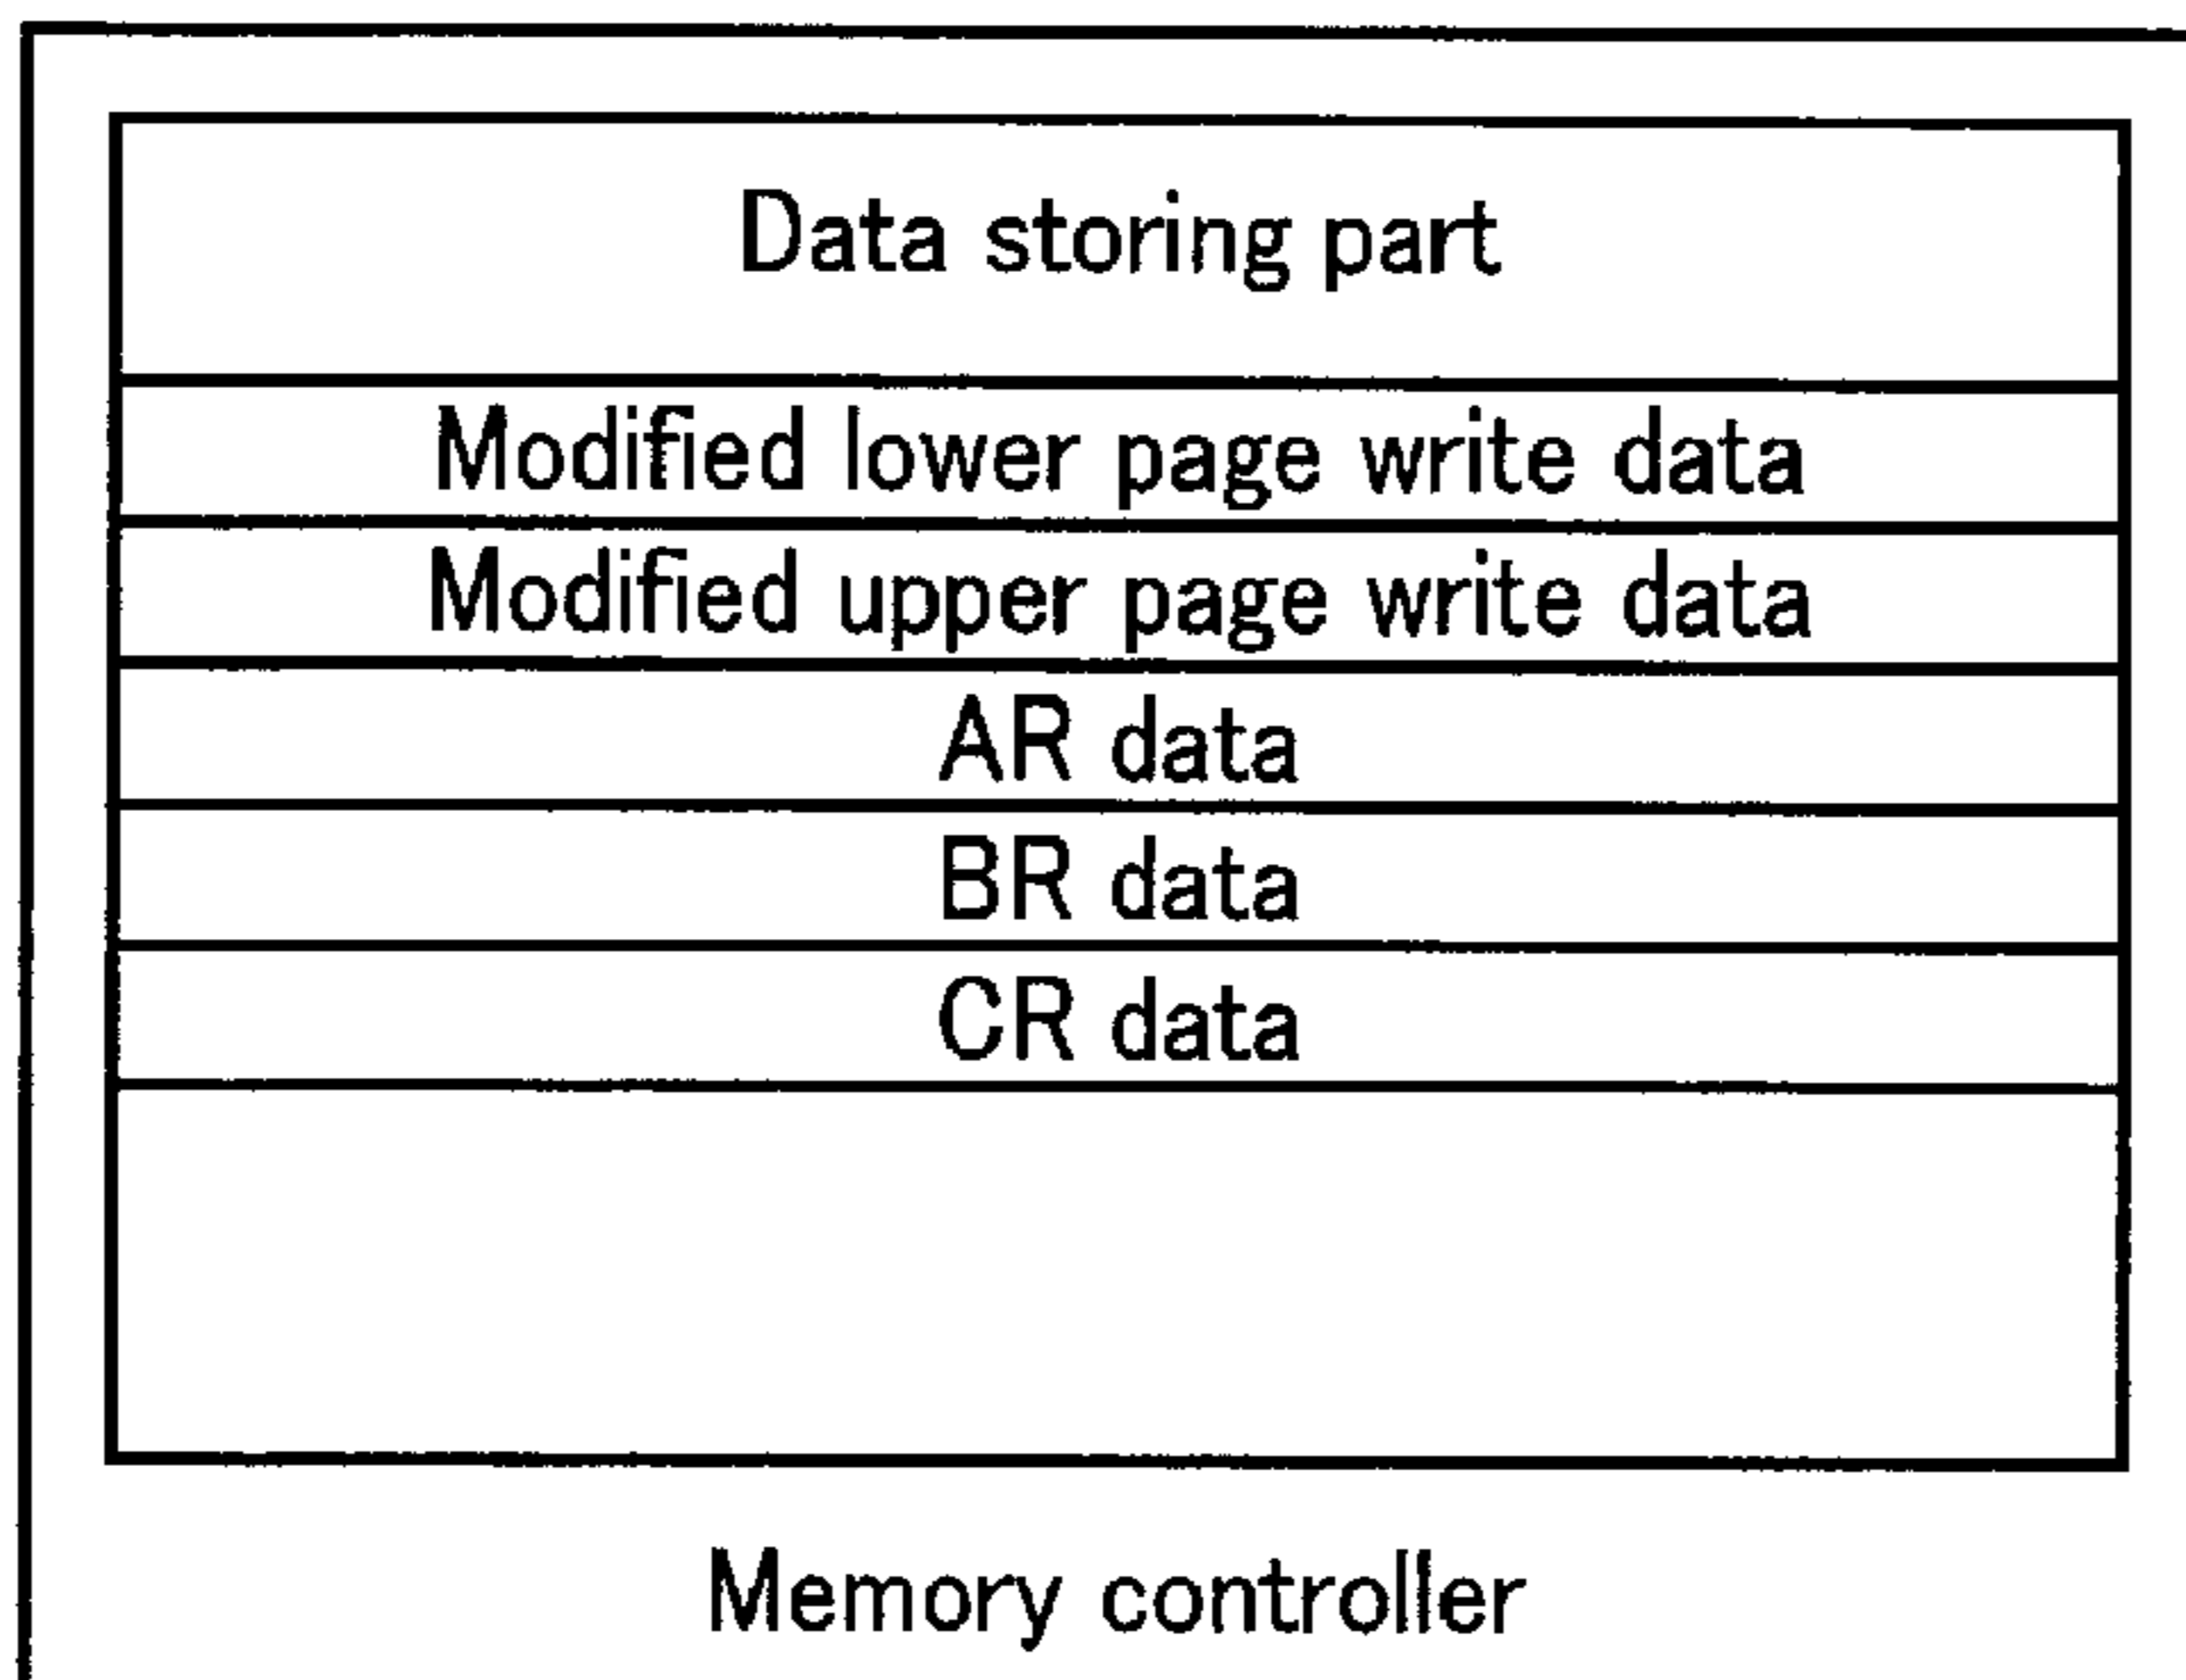 Data storing part
Modified lower page write data
Modified upper page write data
AR data
BR data
CR data
Memory controller